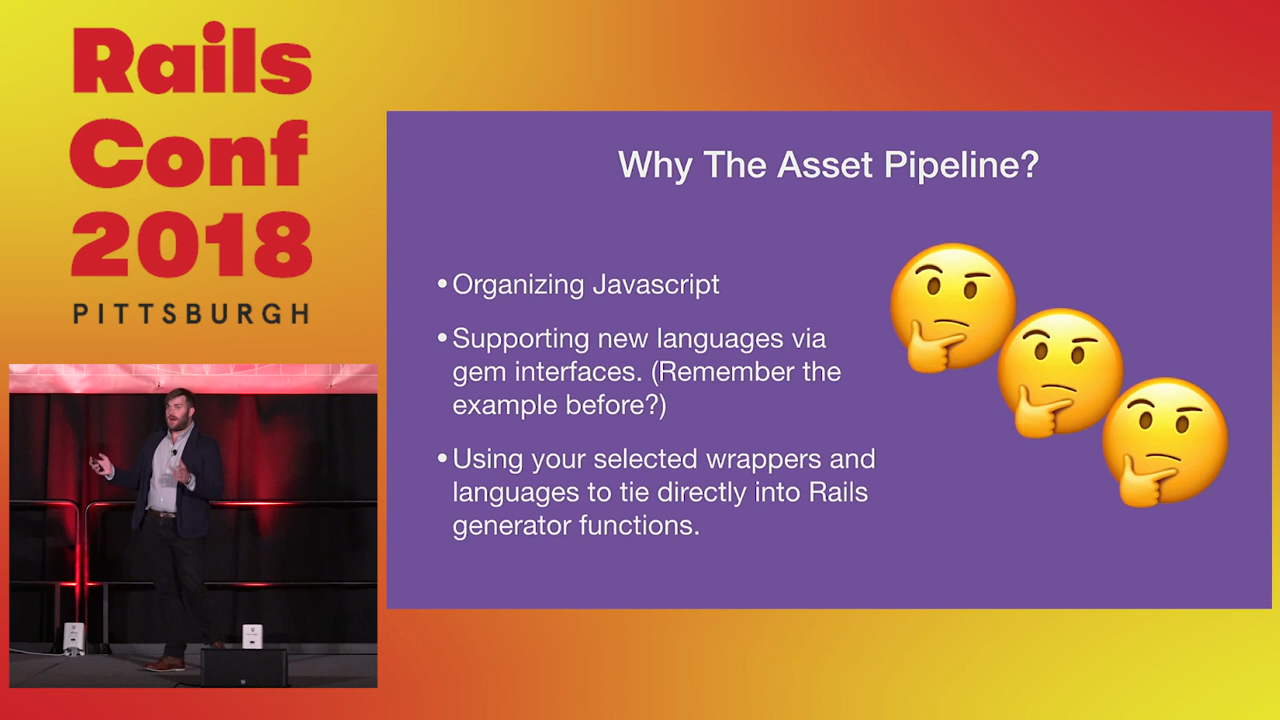 Rails
Conf
2018
PITTSBURGH
Why The Asset Pipeline?
• Organizing Javascript
• Supporting new languages via
gem interfaces. (Remember the
example before?)
• Using your selected wrappers and
languages to tie directly into Rails
generator functions.